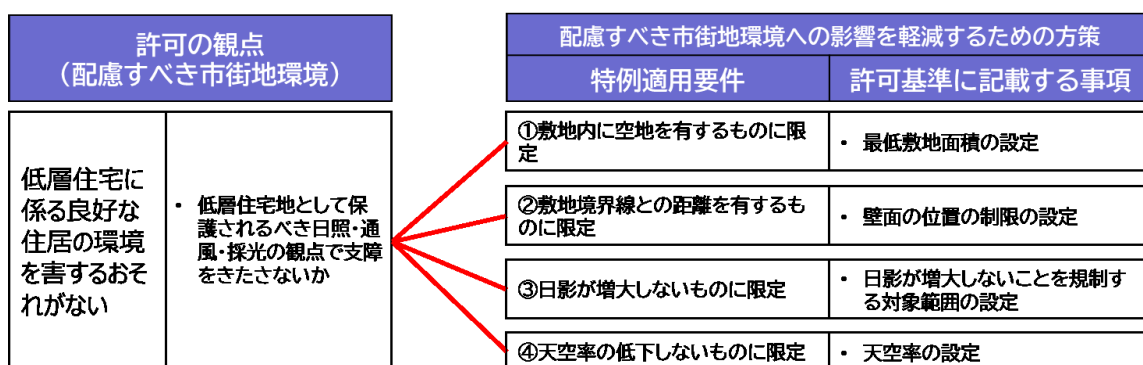 許可の観点
（配慮すべき市街地環境）
配慮すべき市街地環境への影響を軽減するための方策
特例適用要件
許可基準に記載する事項
低層住宅に
係る良好な
住居の環境
を害するおそ
れがない
• 低層住宅地として保
護されるべき日照・通
風・採光の観点で支障
をきたさないか
①敷地内に空地を有するものに限
定
• 最低敷地面積の設定
②敷地境界線との距離を有するも
のに限定
• 壁面の位置の制限の設定
③日影が増大しないものに限定
• 日影が増大しないことを規制す
る対象範囲の設定
④天空率の低下しないものに限定
• 天空率の設定